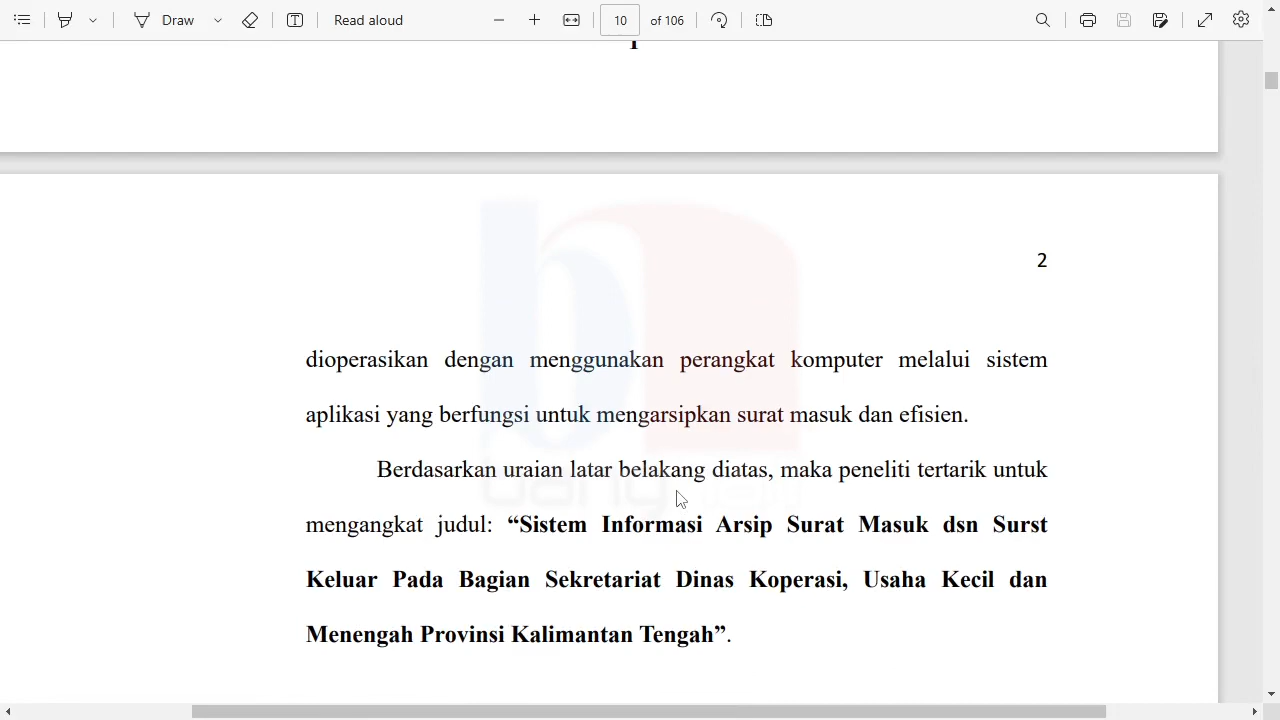 Draw
Read aloud
10 of 106
2
dioperasikan dengan menggunakan perangkat komputer melalui sistem
aplikasi yang berfungsi untuk mengarsipkan surat masuk dan efisien.
Berdasarkan uraian latar belakang diatas, maka peneliti tertarik untuk
mengangkat judul: “Sistem Informasi Arsip Surat Masuk dsn Surst
Keluar Pada Bagian Sekretariat Dinas Koperasi, Usaha Kecil dan
Menengah Provinsi Kalimantan Tengah”.